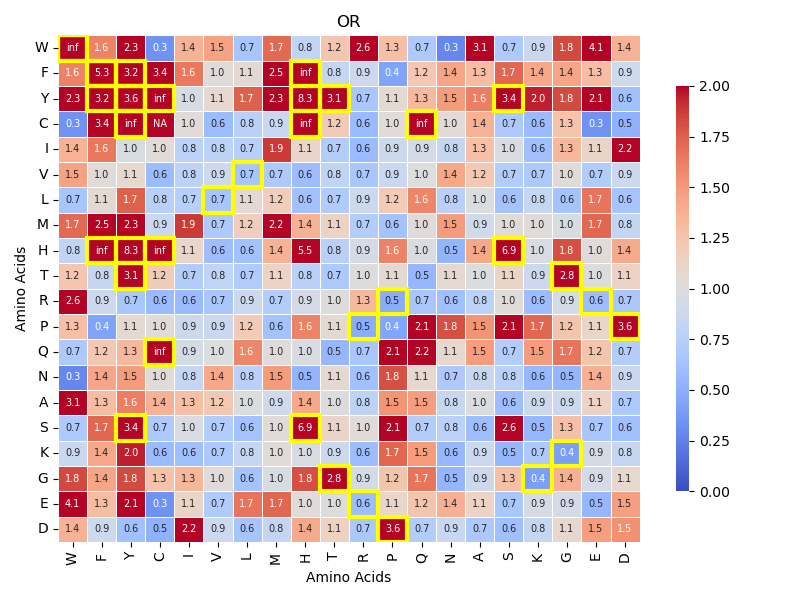 OR
W inf 1.6 2.3 0.3 1.4 1.5 0.7 1.7 0.8 1.2 2.6 1.3 0.7 0.3 3.1 0.7 0.9 1.8 4.1 1.4
F 1.6 5.3 3.2 3.4 1.6 1.0 1.1 2.5 inf 0.8 0.9 0.4 1.2 1.4 1.3 1.7 1.4 1.4 1.3 0.9
Y 2.3 3.2 3.6 inf 1.0 1.1 1.7 2.3 8.3 3.1 0.7 1.1 1.3 1.5 1.6 3.4 2.0 1.8 2.1 0.6
C 0.3 3.4 inf NA 1.0 0.6 0.8 0.9 inf 1.2 0.6 1.0 inf 1.0 1.4 0.7 0.6 1.3 0.3 0.5
I 1.4 1.6 1.0 1.0 0.8 0.8 0.7 1.9 1.1 0.7 0.6 0.9 0.9 0.8 1.3 1.0 0.6 1.3 1.1 2.2
V 1.5 1.0 1.1 0.6 0.8 0.9 0.7 0.7 0.6 0.8 0.7 0.9 1.0 1.4 1.2 0.7 0.7 1.0 0.7 0.9
L 0.7 1.1 1.7 0.8 0.7 0.7 1.1 1.2 0.6 0.7 0.9 1.2 1.6 0.8 1.0 0.6 0.8 0.6 1.7 0.6
M 1.7 2.5 2.3 0.9 1.9 0.7 1.2 2.2 1.4 1.1 0.7 0.6 1.0 1.5 0.9 1.0 1.0 1.0 1.7 0.8
H 0.8 inf 8.3 inf 1.1 0.6 0.6 1.4 5.5 0.8 0.9 1.6 1.0 0.5 1.4 6.9 1.0 1.8 1.0 1.4
T 1.2 0.8 3.1 1.2 0.7 0.8 0.7 1.1 0.8 0.7 1.0 1.1 0.5 1.1 1.0 1.1 0.9 2.8 1.0 1.1
R 2.6 0.9 0.7 0.6 0.6 0.7 0.9 0.7 0.9 1.0 1.3 0.5 0.7 0.6 0.8 1.0 0.6 0.9 0.6 0.7
P 1.3 0.4 1.1 1.0 0.9 0.9 1.2 0.6 1.6 1.1 0.5 0.4 2.1 1.8 1.5 2.1 1.7 1.2 1.1 3.6
Q 0.7 1.2 1.3 inf 0.9 1.0 1.6 1.0 1.0 0.5 0.7 2.1 2.2 1.1 1.5 0.7 1.5 1.7 1.2 0.7
N 0.3 1.4 1.5 1.0 0.8 1.4 0.8 1.5 0.5 1.1 0.6 1.8 1.1 0.7 0.8 0.8 0.6 0.5 1.4 0.9
A 3.1 1.3 1.6 1.4 1.3 1.2 1.0 0.9 1.4 1.0 0.8 1.5 1.5 0.8 1.0 0.6 0.9 0.9 1.1 0.7
S 0.7 1.7 3.4 0.7 1.0 0.7 0.6 1.0 6.9 1.1 1.0 2.1 0.7 0.8 0.6 2.6 0.5 1.3 0.7 0.6
K 0.9 1.4 2.0 0.6 0.6 0.7 0.8 1.0 1.0 0.9 0.6 1.7 1.5 0.6 0.9 0.5 0.7 0.4 0.9 0.8
G 1.8 1.4 1.8 1.3 1.3 1.0 0.6 1.0 1.8 2.8 0.9 1.2 1.7 0.5 0.9 1.3 0.4 1.4 0.9 1.1
E 4.1 1.3 2.1 0.3 1.1 0.7 1.7 1.7 1.0 1.0 0.6 1.1 1.2 1.4 1.1 0.7 0.9 0.9 0.5 1.5
D 1.4 0.9 0.6 0.5 2.2 0.9 0.6 0.8 1.4 1.1 0.7 3.6 0.7 0.9 0.7 0.6 0.8 1.1 1.5 1.5
W F Y C I V L M H T R P Q N A S K G E D
Amino Acids
Amino Acids
2.00
1.75
1.50
1.25
1.00
0.75
0.50
0.25
0.00